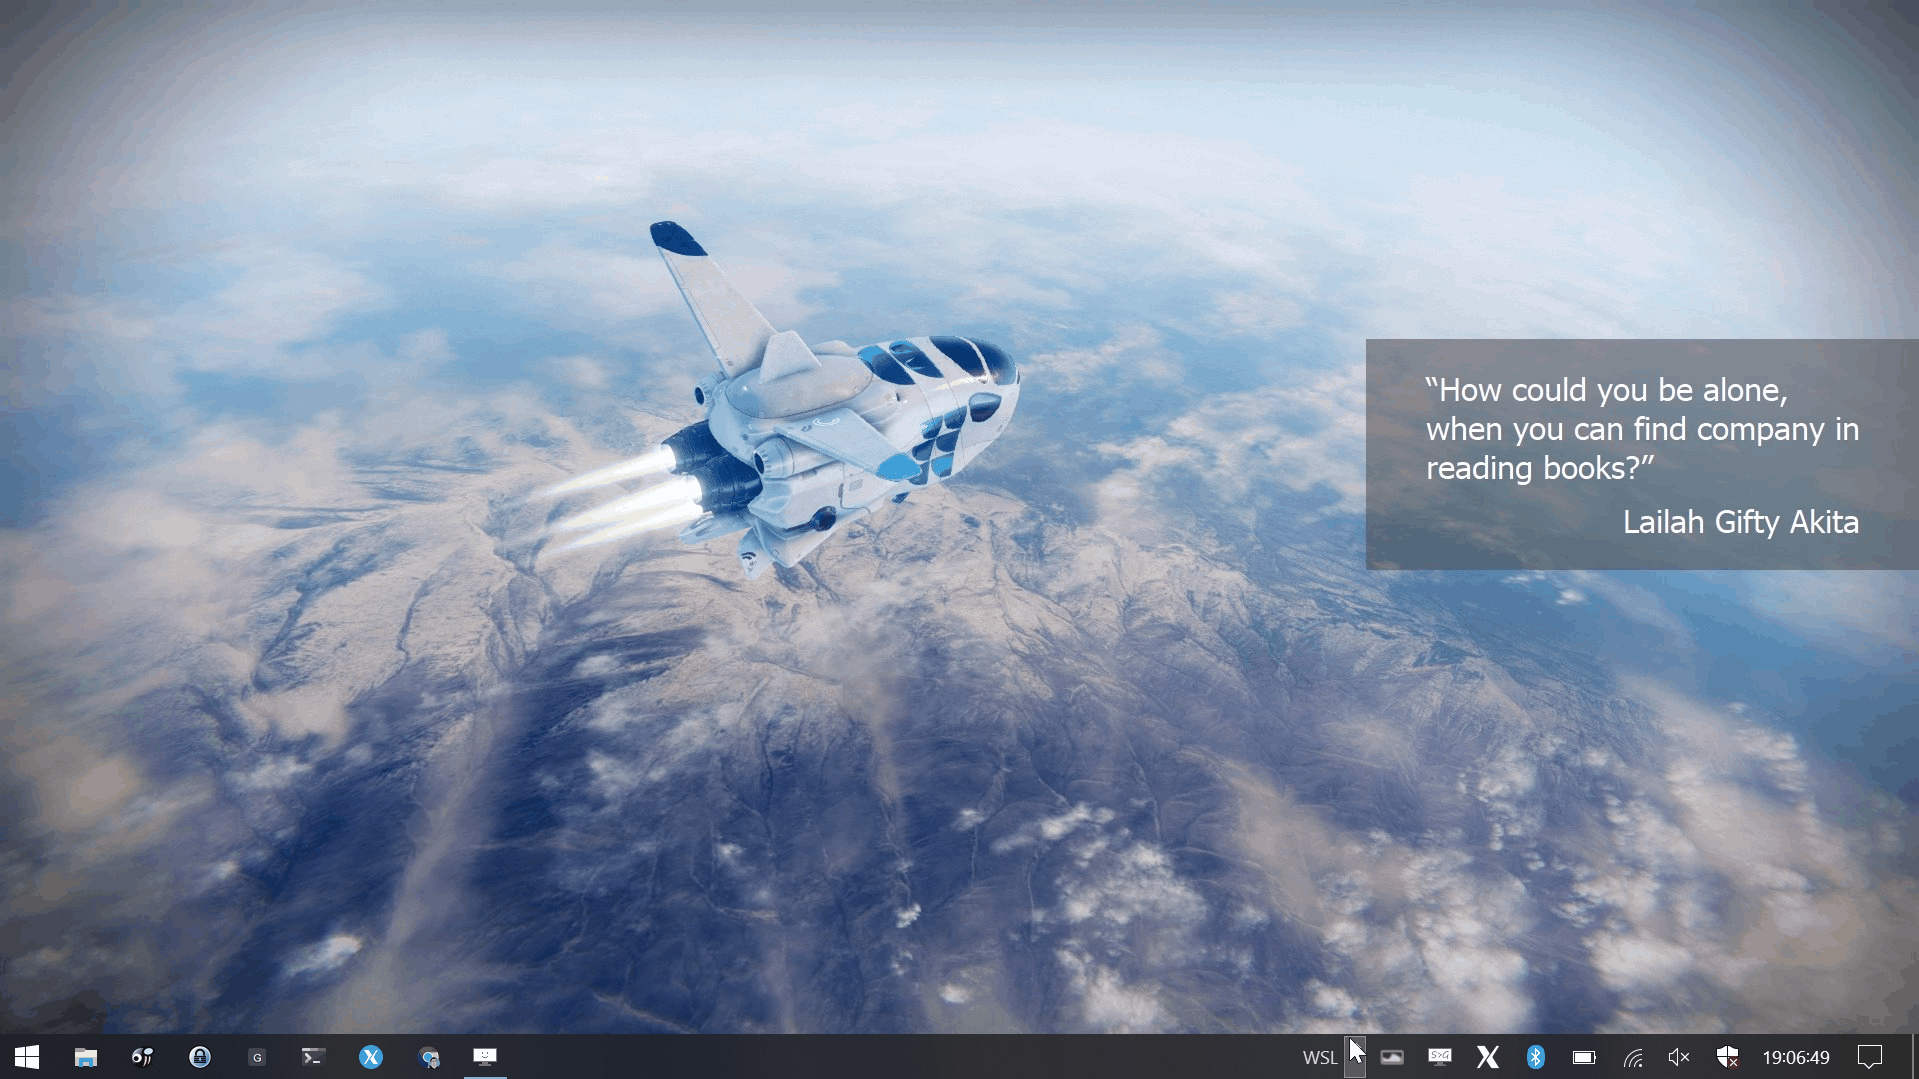 “How could you be alone,
when you can find company in
reading books?”
Lailah Gifty Akita
G
X
WSL
S>G
X
19:06:49